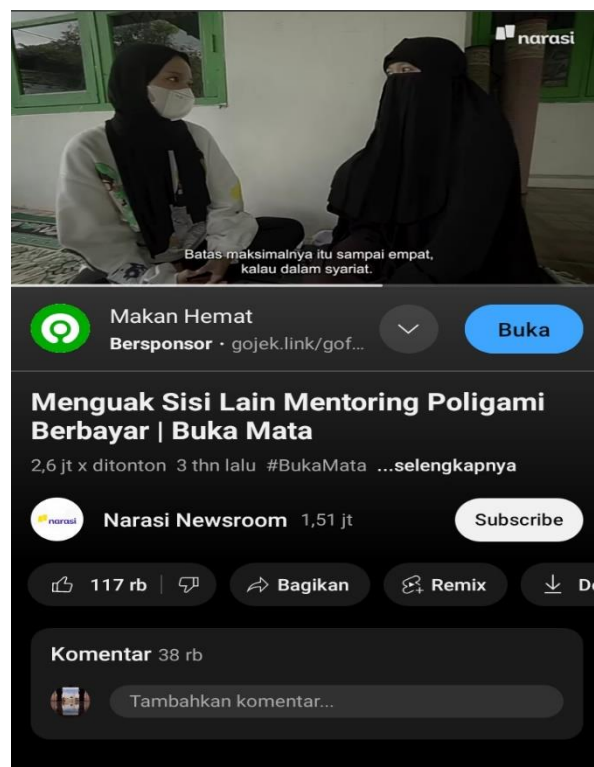 narasi
Batas maksimalnya itu sampai empat,
kalau dalam syariat.
Makan Hemat
Bersponsor · gojek.link/gof...
Buka
Menguak Sisi Lain Mentoring Poligami
Berbayar | Buka Mata
2,6 jt x ditonton 3 thn lalu #BukaMata ...selengkapnya
narasi
Narasi Newsroom 1,51 jt
Subscribe
117 rb
Bagikan
Remix
De
Komentar 38 rb
Tambahkan komentar...